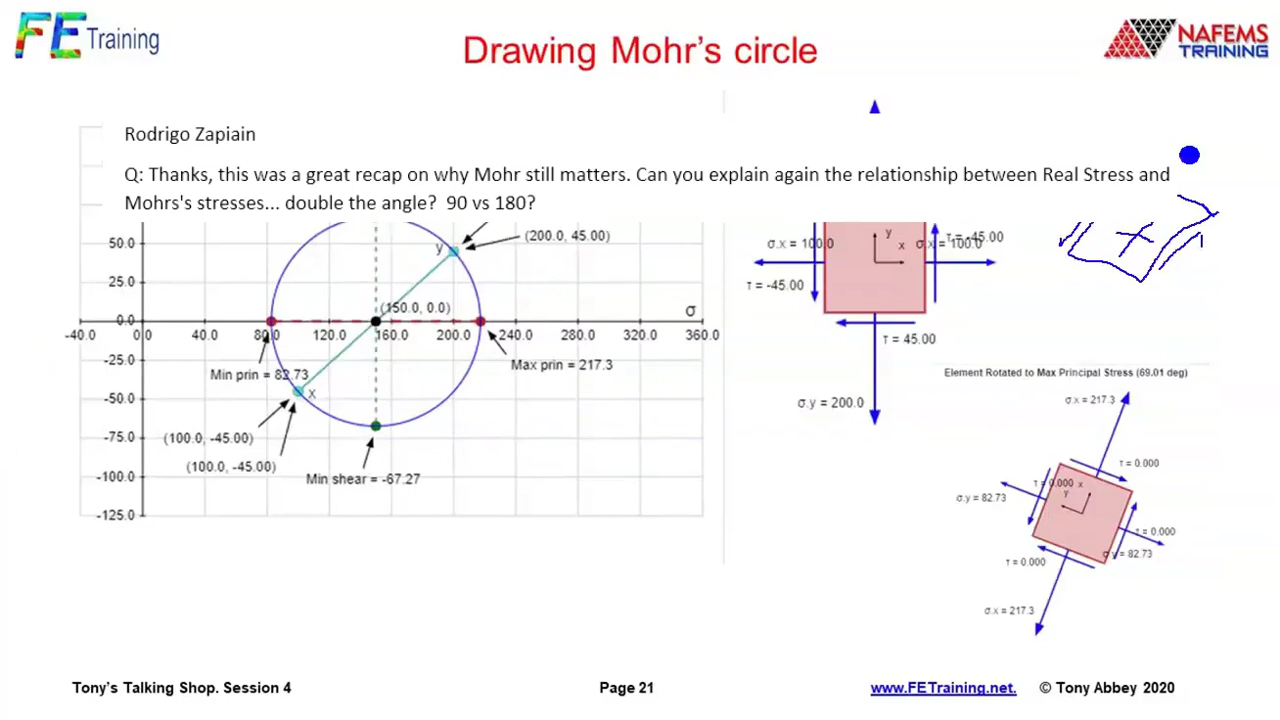 FE Training
Drawing Mohr's circle
NAFEMS
TRAINING
Rodrigo Zapiain
Q: Thanks, this was a great recap on why Mohr still matters. Can you explain again the relationship between Real Stress and
Mohrs's stresses... double the angle? 90 vs 180?
50.0
25.0
0.0
-25.0
-50.0
-75.0
-100.0
-125.0
-40.0
0.00
40.0
80.0
120.0
160.0
200.0
240.0
280.0
320.0
360.0
σ
y
(200.0, 45.00)
(150.0, 0.0)
Min prin = 82.73
Max prin = 217.3
x
(100.0, -45.00)
(100.0, -45.00)
Min shear = -67.27
σ.x = 100.0
y
x
σ.x = 100.0
τ = -45.00
τ = -45.00
τ = 45.00
σ.y = 200.0
Element Rotated to Max Principal Stress (69.01 deg)
σ.x = 217.3
τ = 0.000
τ = 0.000
x
y
σ.y = 82.73
τ = 0.000
σ.y = 82.73
τ = 0.000
σ.x = 217.3
Tony's Talking Shop. Session 4
Page 21
www.FETraining.net.
© Tony Abbey 2020